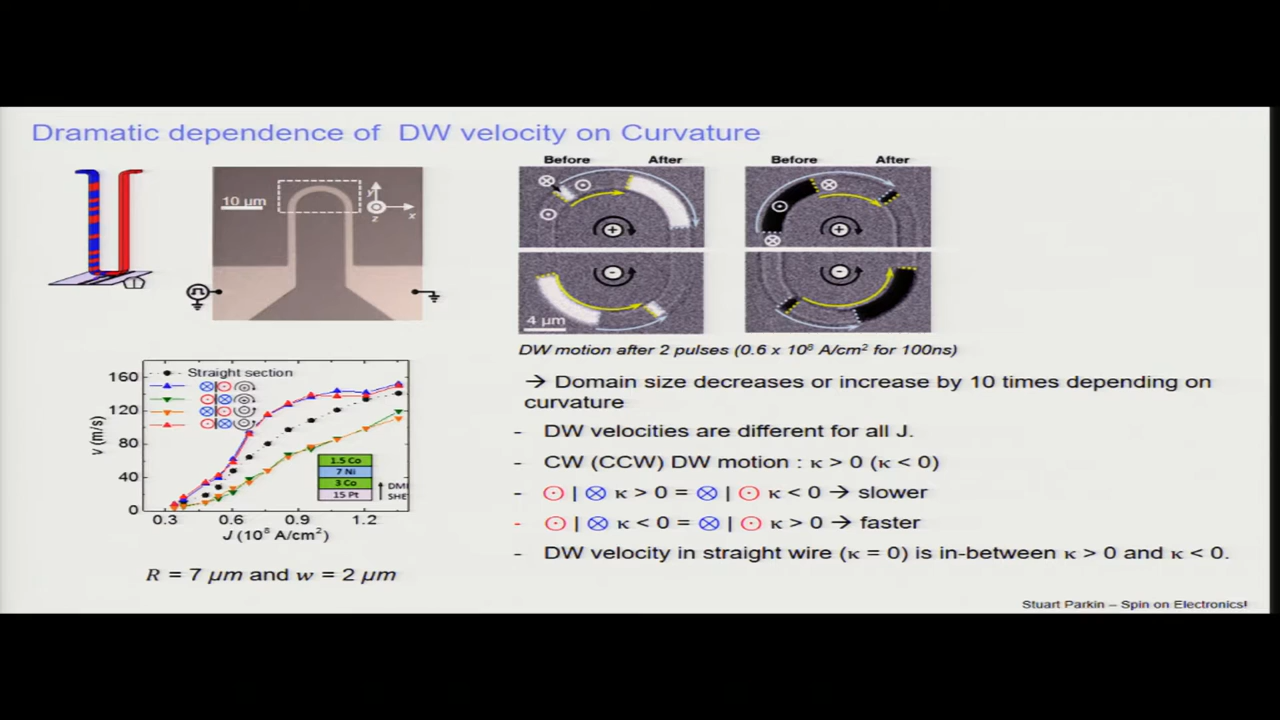 Dramatic dependence of DW velocity on Curvature
Before After Before After
10 μm
y
x
z
4 μm
DW motion after 2 pulses (0.6 x 10⁸ A/cm² for 100ns)
→ Domain size decreases or increase by 10 times depending on
curvature
- DW velocities are different for all J.
- CW (CCW) DW motion : κ > 0 (κ < 0)
- ⊙ | ⊗ κ > 0 = ⊗ | ⊙ κ < 0 → slower
- ⊙ | ⊗ κ < 0 = ⊗ | ⊙ κ > 0 → faster
- DW velocity in straight wire (κ = 0) is in-between κ > 0 and κ < 0.
Straight section
160
120
80
40
0
v (m/s)
1.5 Co
7 Ni
3 Co
15 Pt
DMI
SHE
0.3 0.6 0.9 1.2
J (10⁸ A/cm²)
R = 7 μm and w = 2 μm
Stuart Parkin – Spin on Electronics!